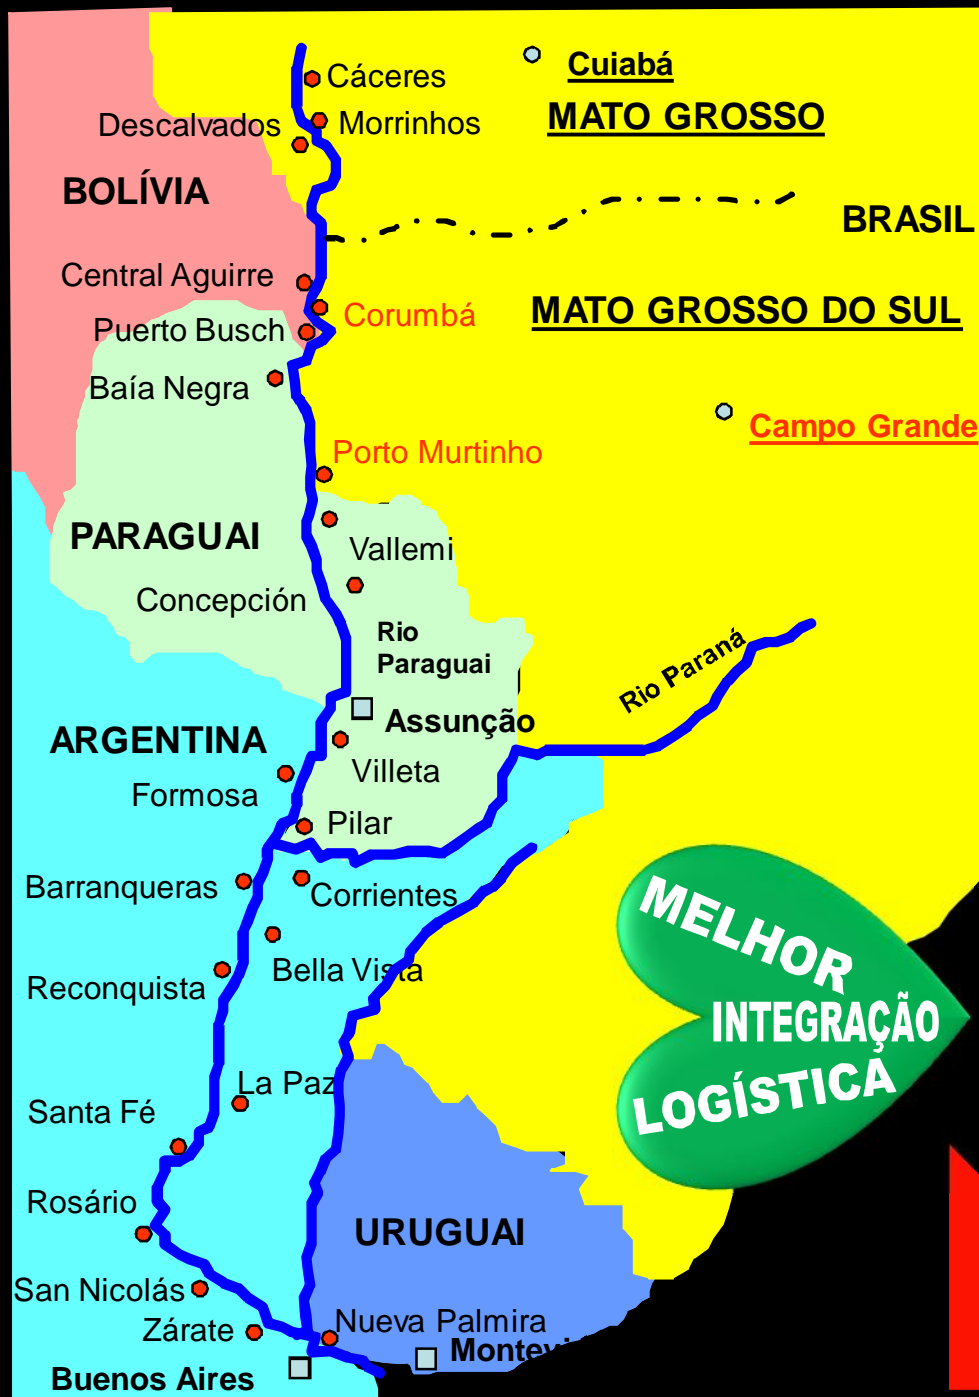 Cuiabá
Cáceres
MATO GROSSO
Descalvados
Morrinhos
BOLÍVIA
BRASIL
Central Aguirre
Corumbá
MATO GROSSO DO SUL
Puerto Busch
Baía Negra
Campo Grande
Porto Murtinho
PARAGUAI
Vallemi
Concepción
Rio
Paraguai
Rio Paraná
Assunção
ARGENTINA
Villeta
Formosa
Pilar
Barranqueras
Corrientes
MELHOR
INTEGRAÇÃO
LOGÍSTICA
Bella Vista
Reconquista
La Paz
Santa Fé
Rosário
URUGUAI
San Nicolás
Nueva Palmira
Zárate
Buenos Aires